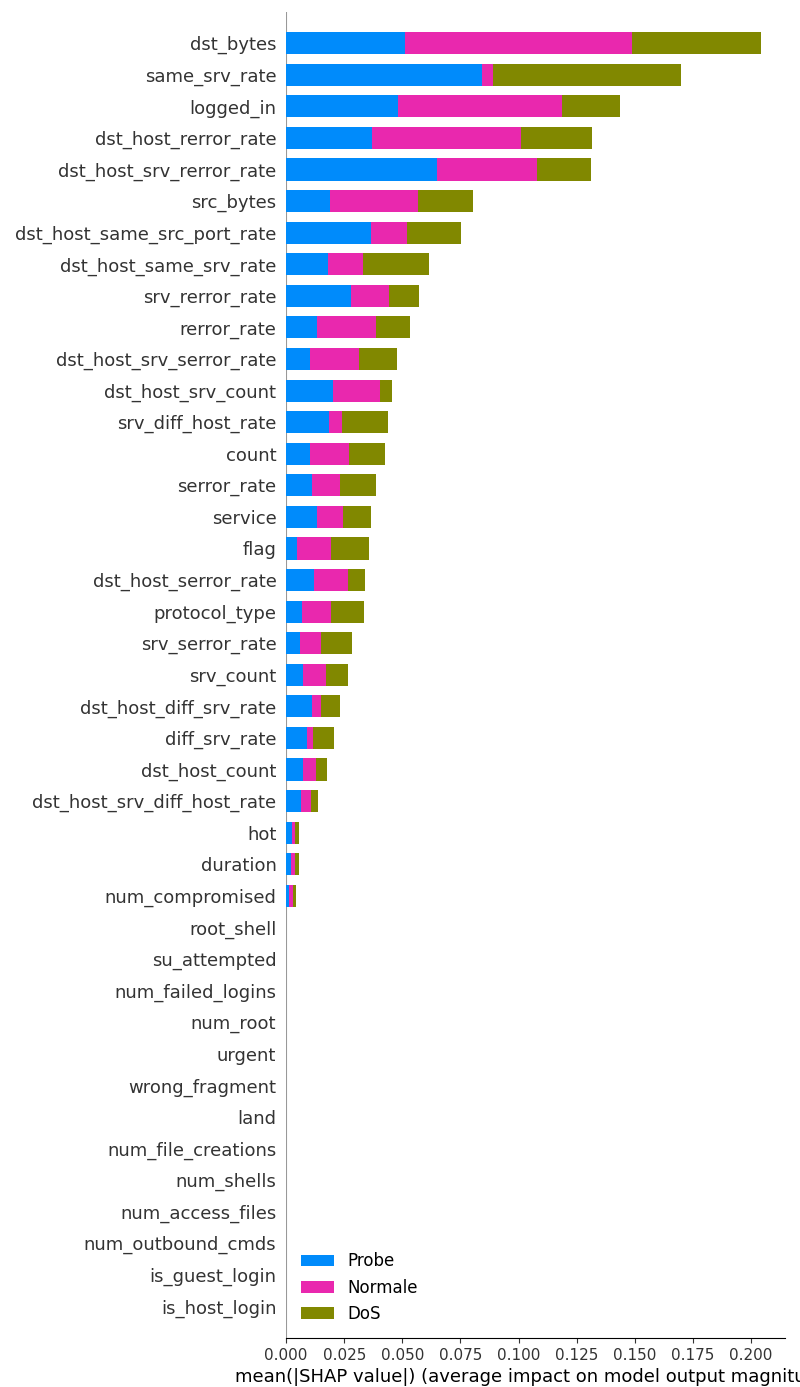 dst_bytes
same_srv_rate
logged_in
dst_host_rerror_rate
dst_host_srv_rerror_rate
src_bytes
dst_host_same_src_port_rate
dst_host_same_srv_rate
srv_rerror_rate
rerror_rate
dst_host_srv_serror_rate
dst_host_srv_count
srv_diff_host_rate
count
serror_rate
service
flag
dst_host_serror_rate
protocol_type
srv_serror_rate
srv_count
dst_host_diff_srv_rate
diff_srv_rate
dst_host_count
dst_host_srv_diff_host_rate
hot
duration
num_compromised
root_shell
su_attempted
num_failed_logins
num_root
urgent
wrong_fragment
land
num_file_creations
num_shells
num_access_files
num_outbound_cmds
is_guest_login
is_host_login
Probe
Normale
DoS
0.000 0.025 0.050 0.075 0.100 0.125 0.150 0.175 0.200
mean(|SHAP value|) (average impact on model output magnitu